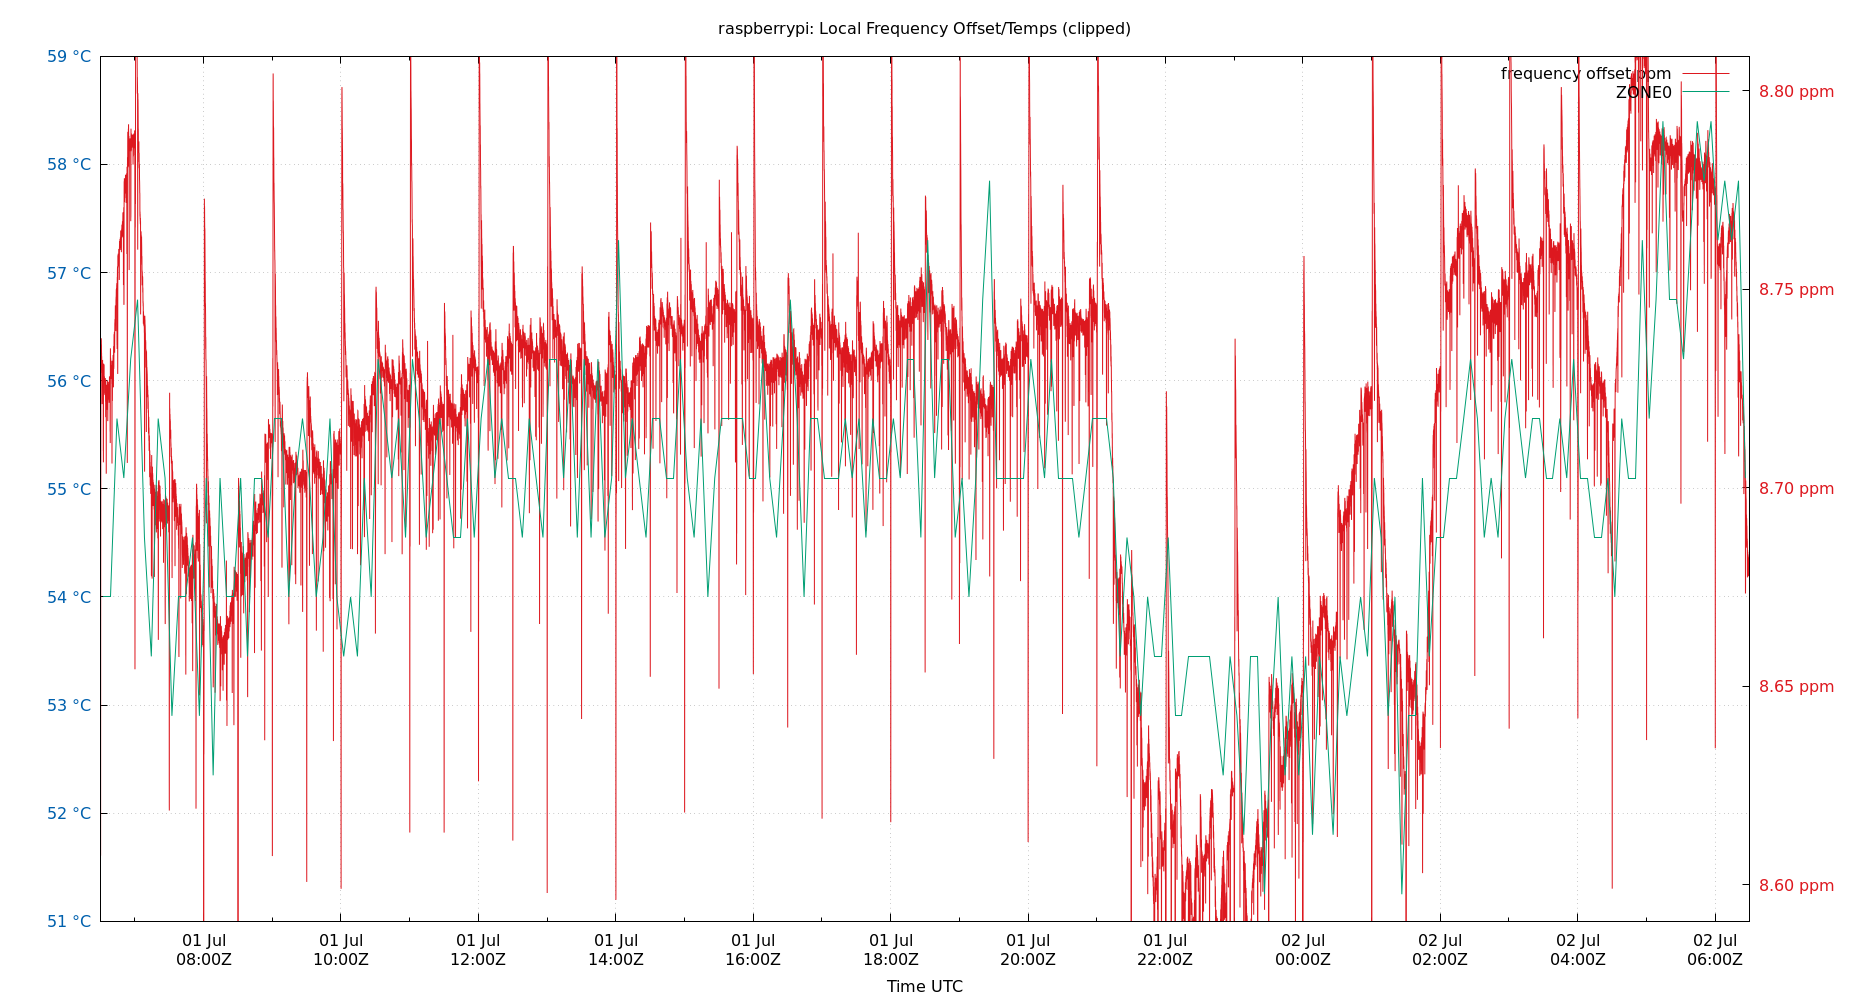 raspberrypi: Local Frequency Offset/Temps (clipped)
59 °C
58 °C
57 °C
56 °C
55 °C
54 °C
53 °C
52 °C
51 °C
frequency offset ppm
ZONE0
8.80 ppm
8.75 ppm
8.70 ppm
8.65 ppm
8.60 ppm
01 Jul 01 Jul 01 Jul 01 Jul 01 Jul 01 Jul 01 Jul 01 Jul 02 Jul 02 Jul 02 Jul 02 Jul
08:00Z 10:00Z 12:00Z 14:00Z 16:00Z 18:00Z 20:00Z 22:00Z 00:00Z 02:00Z 04:00Z 06:00Z
Time UTC